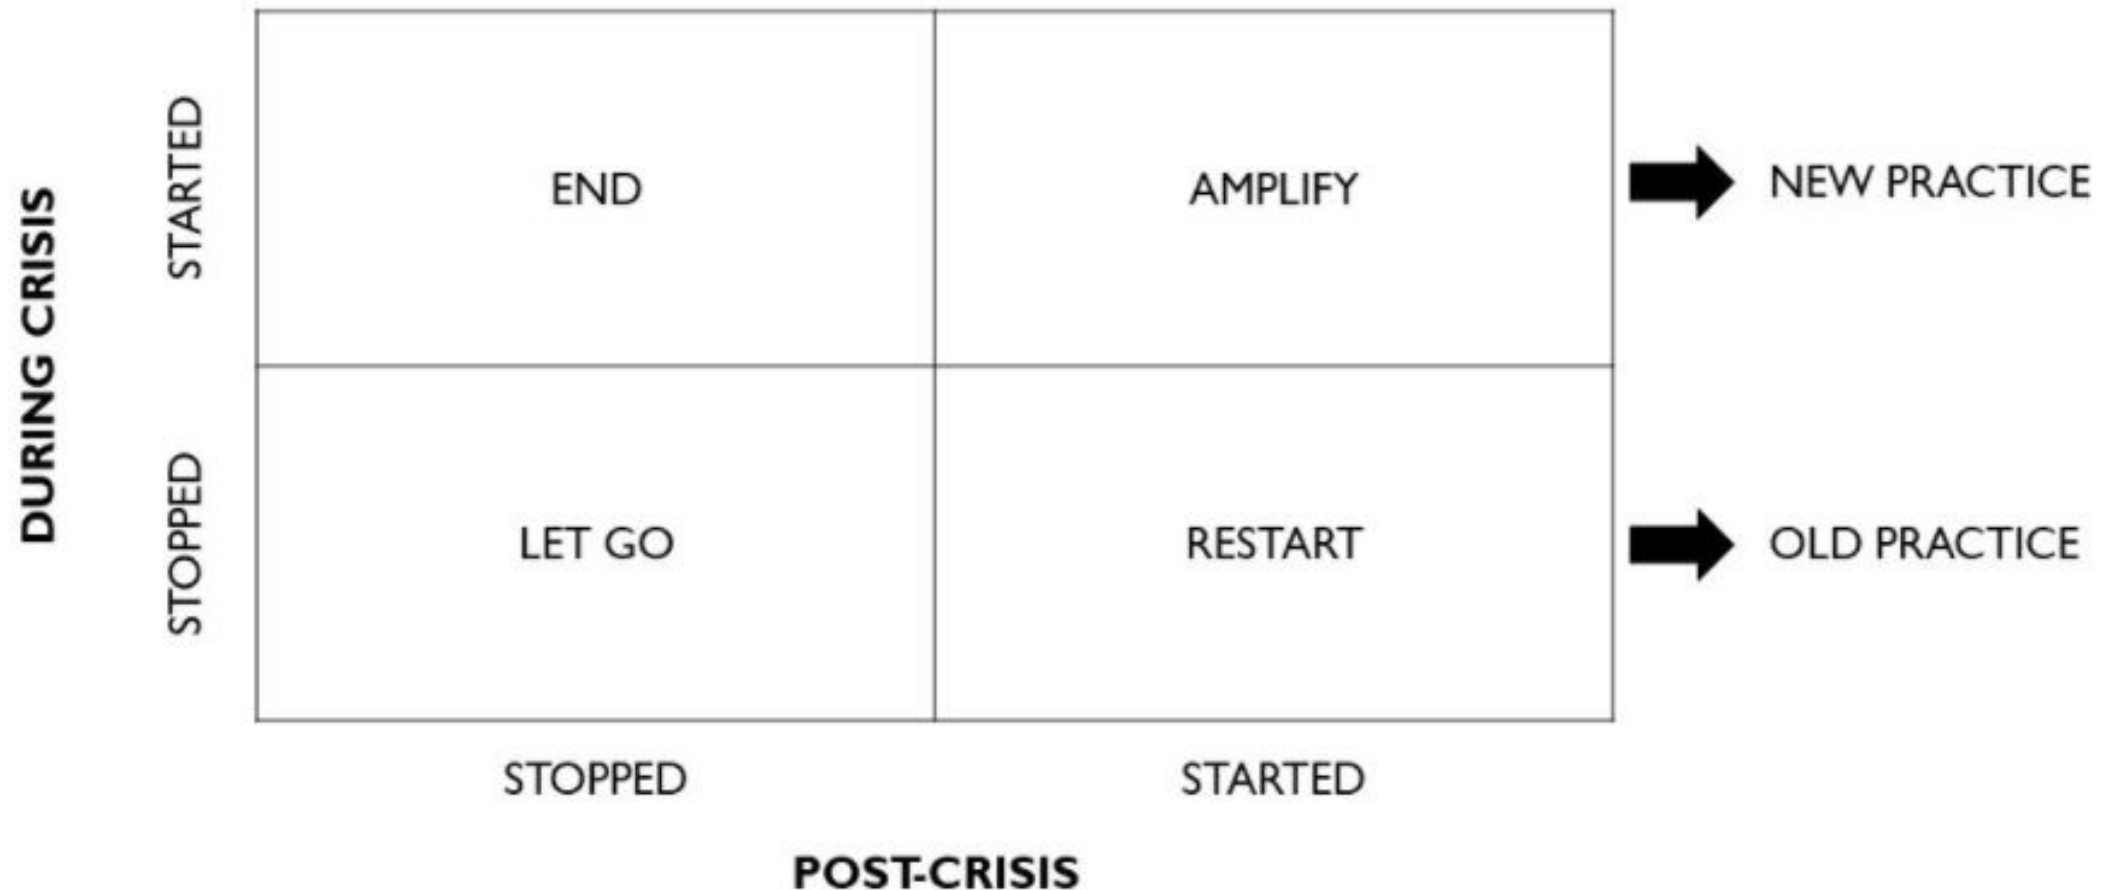 DURING CRISIS
STARTED
END
AMPLIFY
NEW PRACTICE
STOPPED
LET GO
RESTART
OLD PRACTICE
STOPPED
STARTED
POST-CRISIS